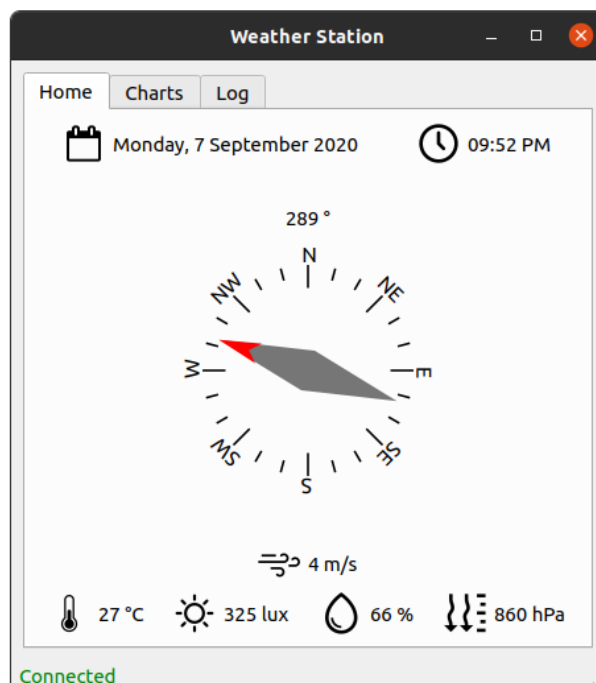 Weather Station
Home Charts Log
Monday, 7 September 2020 09:52 PM
289 °
N
NW NE
W E
SW SE
S
4 m/s
27 °C 325 lux 66 % 860 hPa
Connected